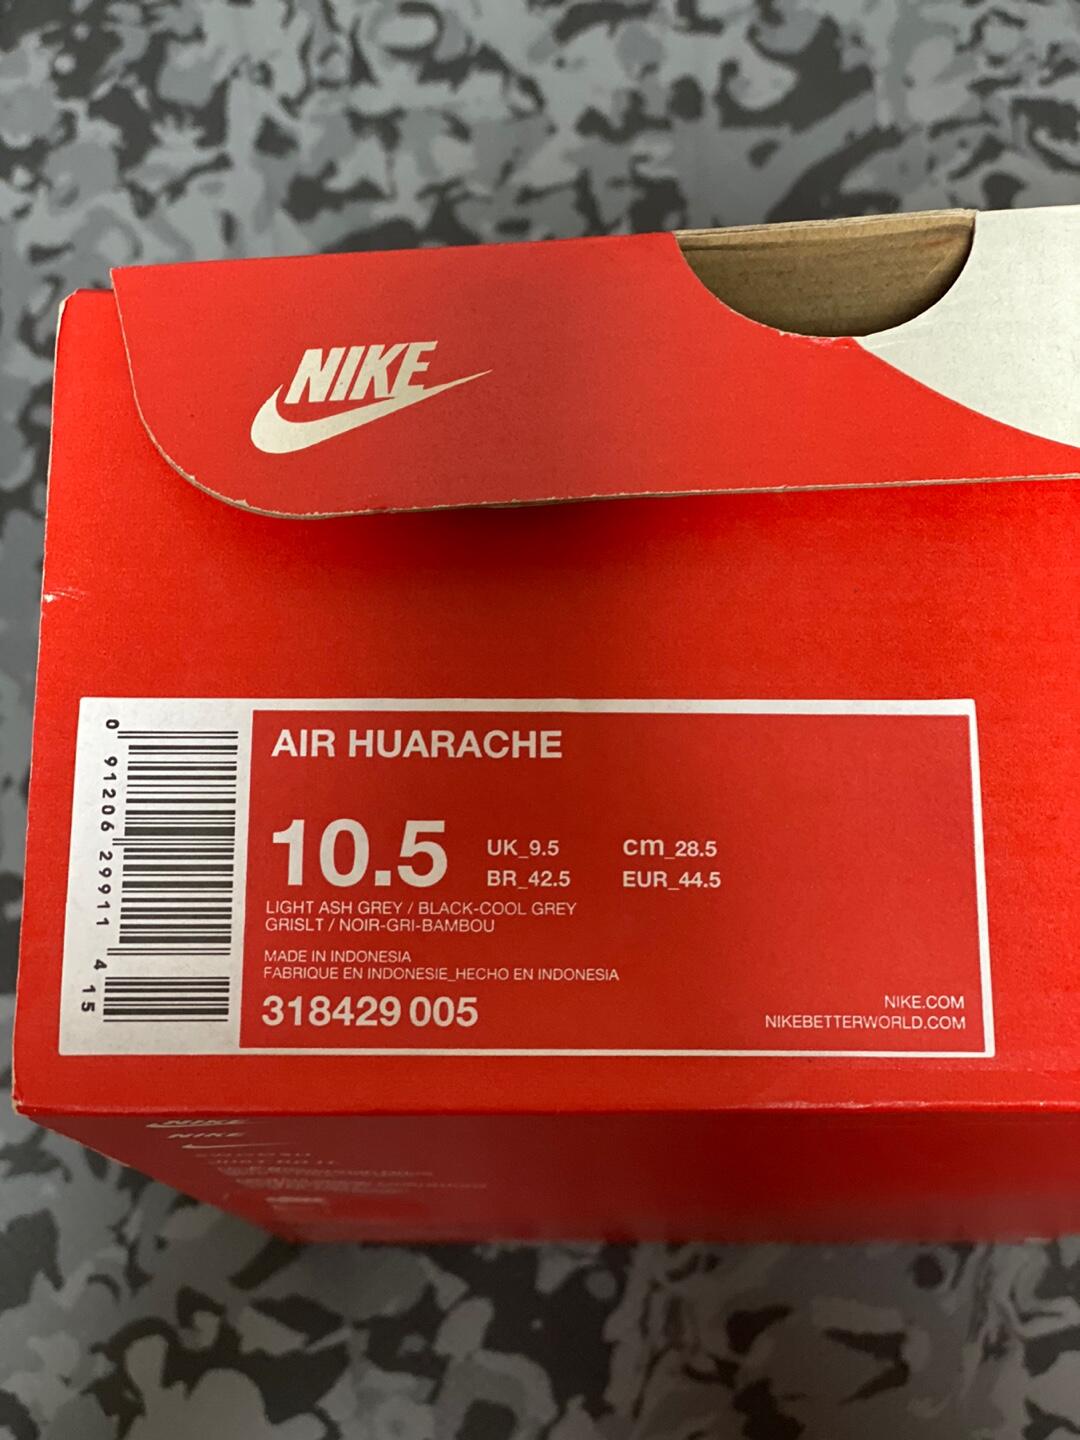 NIKE
AIR HUARACHE
10.5
UK_9.5 cm_28.5
BR_42.5 EUR_44.5
LIGHT ASH GREY / BLACK-COOL GREY
GRISLT / NOIR-GRI-BAMBOU
MADE IN INDONESIA
FABRIQUE EN INDONESIE_HECHO EN INDONESIA
318429 005
NIKE.COM
NIKEBETTERWORLD.COM
0 91206 29911 4 15
NIKE
NIKE